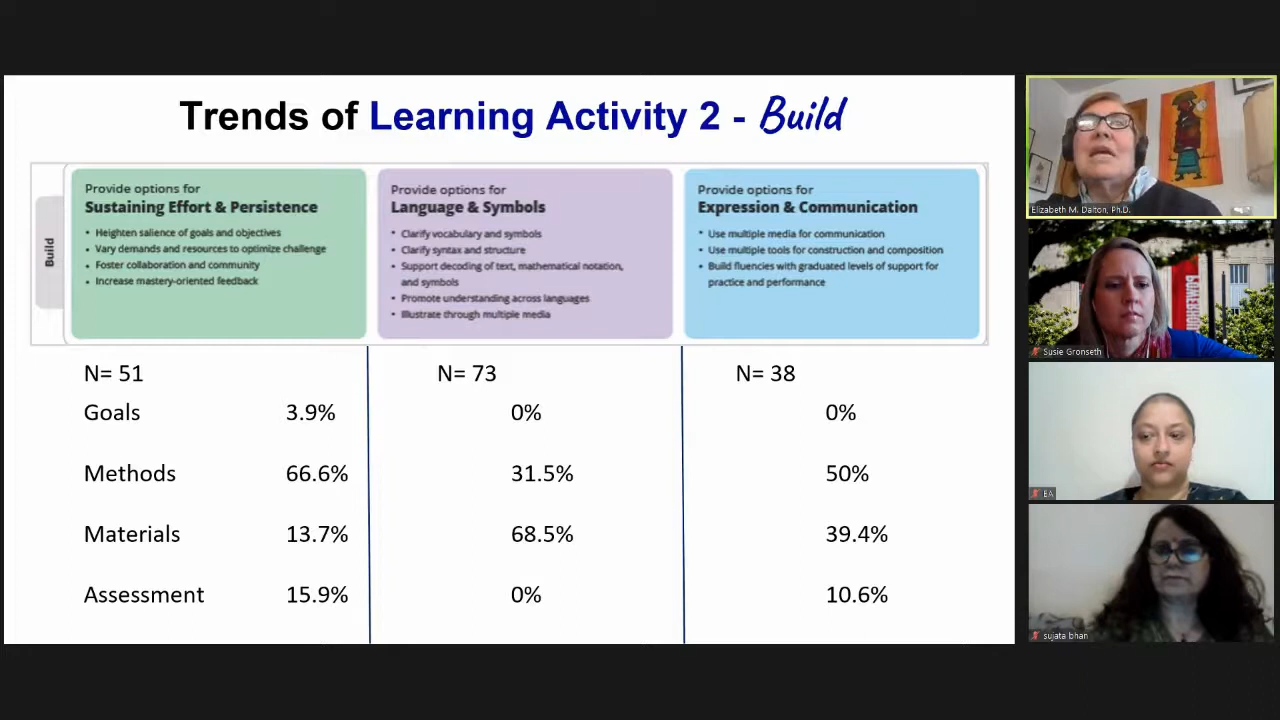 Trends of Learning Activity 2 - Build
Build
Provide options for
Sustaining Effort & Persistence
• Heighten salience of goals and objectives
• Vary demands and resources to optimize challenge
• Foster collaboration and community
• Increase mastery-oriented feedback
Provide options for
Language & Symbols
• Clarify vocabulary and symbols
• Clarify syntax and structure
• Support decoding of text, mathematical notation,
and symbols
• Promote understanding across languages
• Illustrate through multiple media
Provide options for
Expression & Communication
• Use multiple media for communication
• Use multiple tools for construction and composition
• Build fluencies with graduated levels of support for
practice and performance
N= 51 N= 73 N= 38
Goals 3.9% 0% 0%
Methods 66.6% 31.5% 50%
Materials 13.7% 68.5% 39.4%
Assessment 15.9% 0% 10.6%
Elizabeth M. Dalton, Ph.D.
Susie Gronseth
EA
sujata bhan